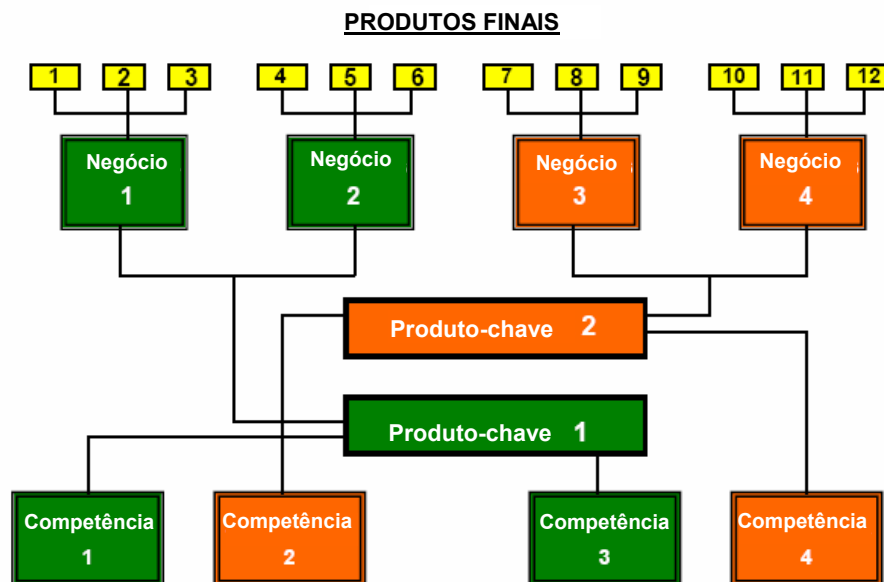 PRODUTOS FINAIS
1 2 3 4 5 6 7 8 9 10 11 12
Negócio Negócio Negócio Negócio
1 2 3 4
Produto-chave 2
Produto-chave 1
Competência Competência Competência Competência
1 2 3 4